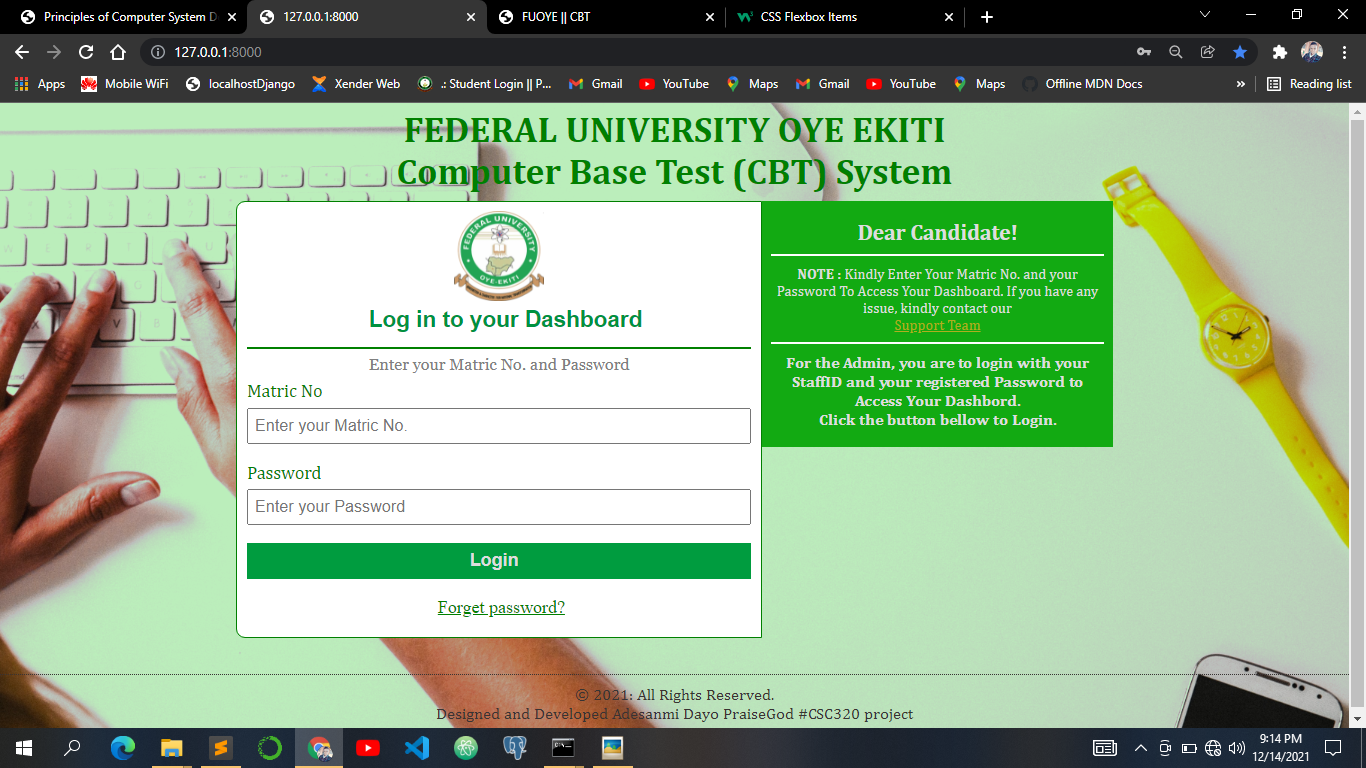 Principles of Computer System D
127.0.0.1:8000
FUOYE || CBT
CSS Flexbox Items
127.0.0.1:8000
Apps
Mobile WiFi
localhostDjango
Xender Web
.: Student Login || P...
Gmail
YouTube
Maps
Gmail
YouTube
Maps
Offline MDN Docs
»
Reading list
FEDERAL UNIVERSITY OYE EKITI
Computer Base Test (CBT) System
FEDERAL UNIVERSITY
OYE-EKITI
Log in to your Dashboard
Enter your Matric No. and Password
Matric No
Enter your Matric No.
Password
Enter your Password
Login
Forget password?
Dear Candidate!
NOTE : Kindly Enter Your Matric No. and your
Password To Access Your Dashboard. If you have any
issue, kindly contact our
Support Team
For the Admin, you are to login with your
StaffID and your registered Password to
Access Your Dashbord.
Click the button bellow to Login.
© 2021: All Rights Reserved.
Designed and Developed Adesanmi Dayo PraiseGod #CSC320 project
9:14 PM
12/14/2021